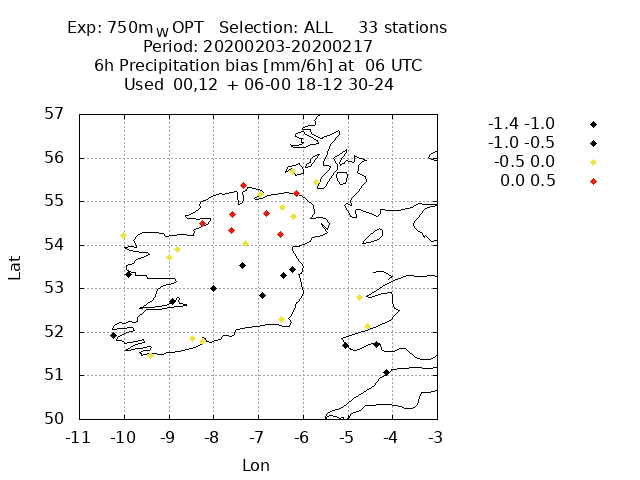 Exp: 750mWOPT Selection: ALL 33 stations
Period: 20200203-20200217
6h Precipitation bias [mm/6h] at 06 UTC
Used 00,12 + 06-00 18-12 30-24
-1.4 -1.0
-1.0 -0.5
-0.5 0.0
0.0 0.5
57
56
55
54
53
52
51
50
Lat
-11 -10 -9 -8 -7 -6 -5 -4 -3
Lon